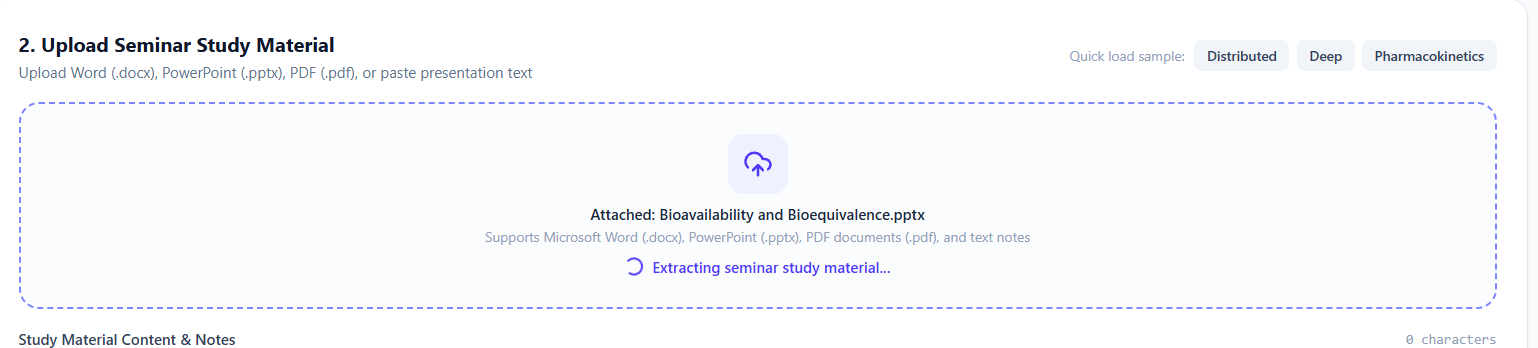 2. Upload Seminar Study Material
Upload Word (.docx), PowerPoint (.pptx), PDF (.pdf), or paste presentation text
Quick load sample: Distributed Deep Pharmacokinetics
Attached: Bioavailability and Bioequivalence.pptx
Supports Microsoft Word (.docx), PowerPoint (.pptx), PDF documents (.pdf), and text notes
Extracting seminar study material...
Study Material Content & Notes
0 characters